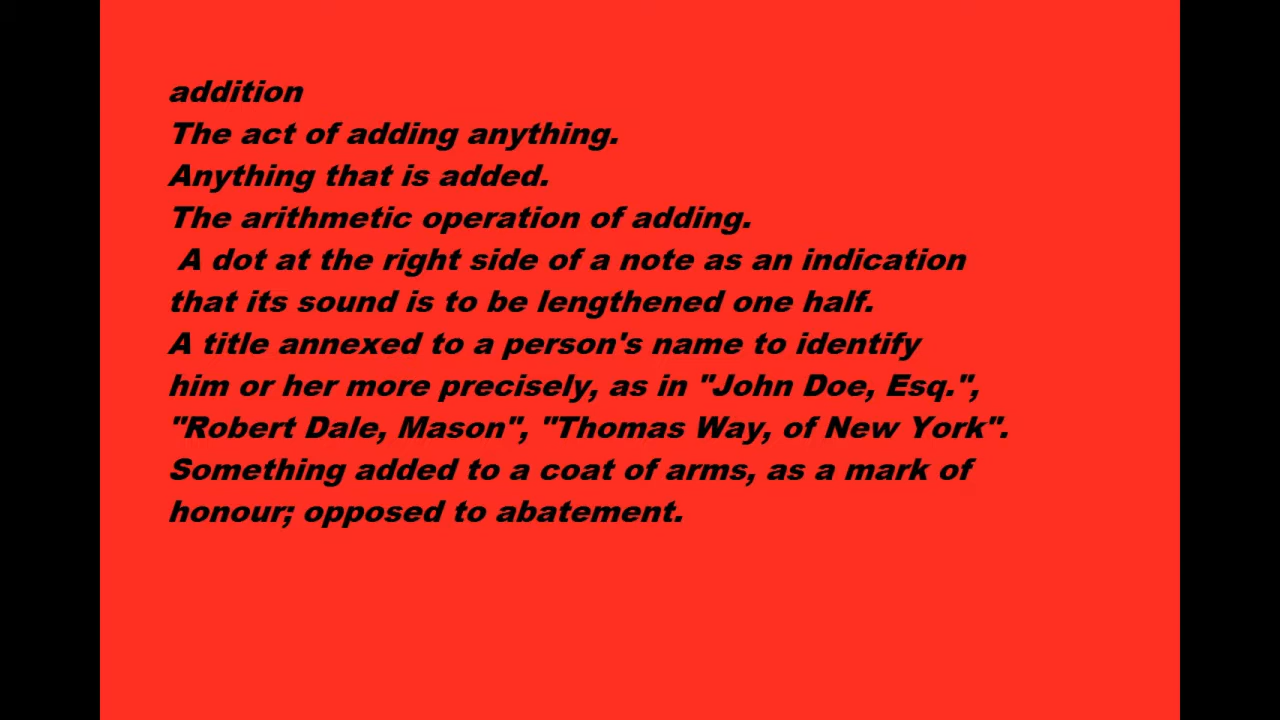 addition
The act of adding anything.
Anything that is added.
The arithmetic operation of adding.
A dot at the right side of a note as an indication
that its sound is to be lengthened one half.
A title annexed to a person's name to identify
him or her more precisely, as in "John Doe, Esq.",
"Robert Dale, Mason", "Thomas Way, of New York".
Something added to a coat of arms, as a mark of
honour; opposed to abatement.